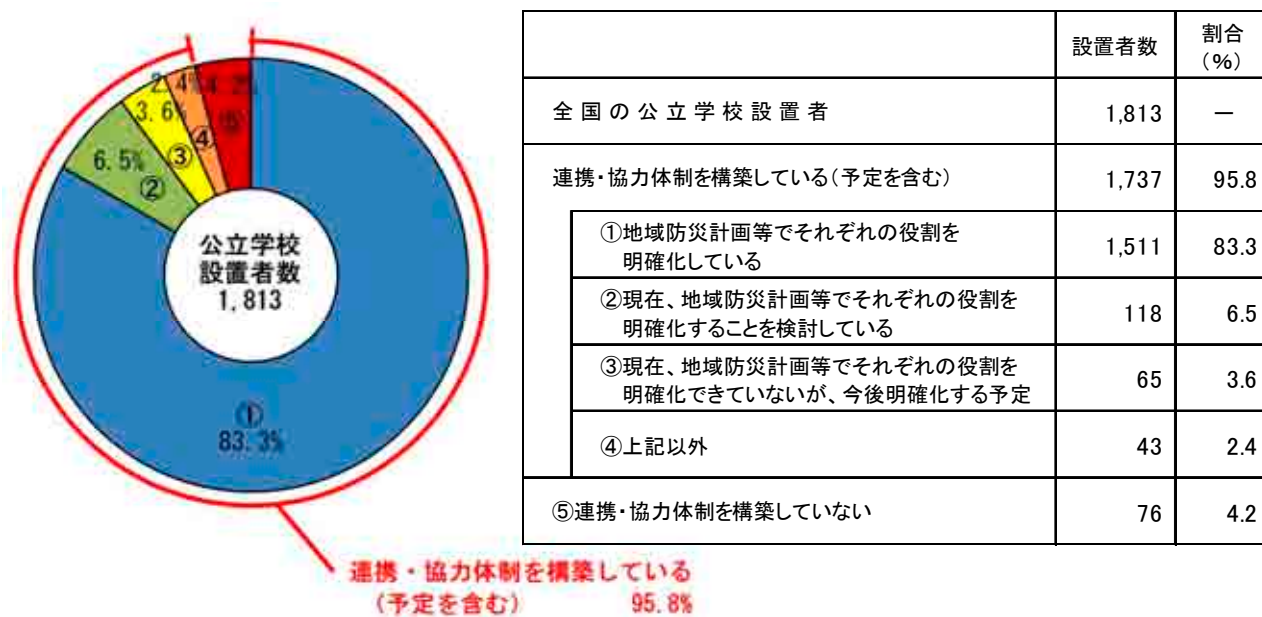 2.4%
4.2%
3.6%
⑤
④
6.5%
③
②
公立学校
設置者数
1,813
①
83.3%
連携・協力体制を構築している
(予定を含む) 95.8%
設置者数 割合
(%)
全国の公立学校設置者 1,813 ―
連携・協力体制を構築している(予定を含む) 1,737 95.8
①地域防災計画等でそれぞれの役割を
明確化している 1,511 83.3
②現在、地域防災計画等でそれぞれの役割を
明確化することを検討している 118 6.5
③現在、地域防災計画等でそれぞれの役割を
明確化できていないが、今後明確化する予定 65 3.6
④上記以外 43 2.4
⑤連携・協力体制を構築していない 76 4.2